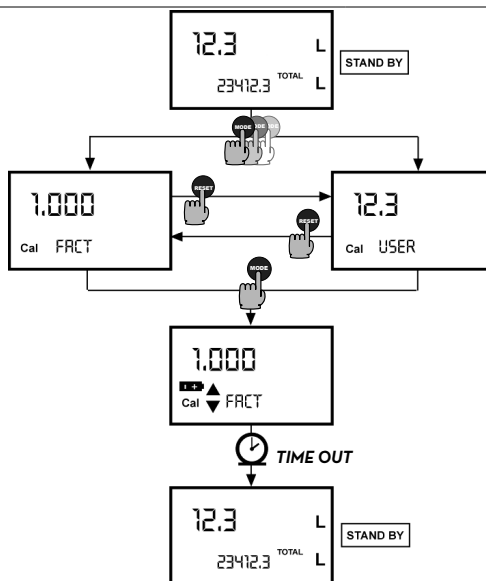 12.3 L
STAND BY
23412.3 TOTAL L
MODE
1.000
Cal FACT
RESET
RESET
12.3
Cal USER
MODE
1.000
Cal FACT
TIME OUT
12.3 L
STAND BY
23412.3 TOTAL L